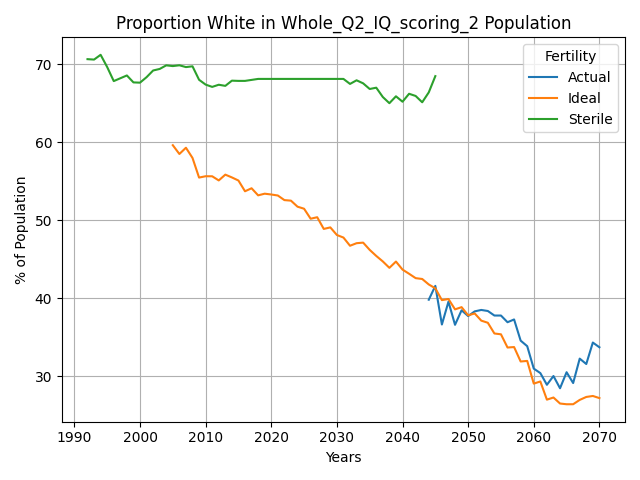 Proportion White in Whole_Q2_IQ_scoring_2 Population
Fertility
Actual
Ideal
Sterile
% of Population
70
60
50
40
30
1990 2000 2010 2020 2030 2040 2050 2060 2070
Years